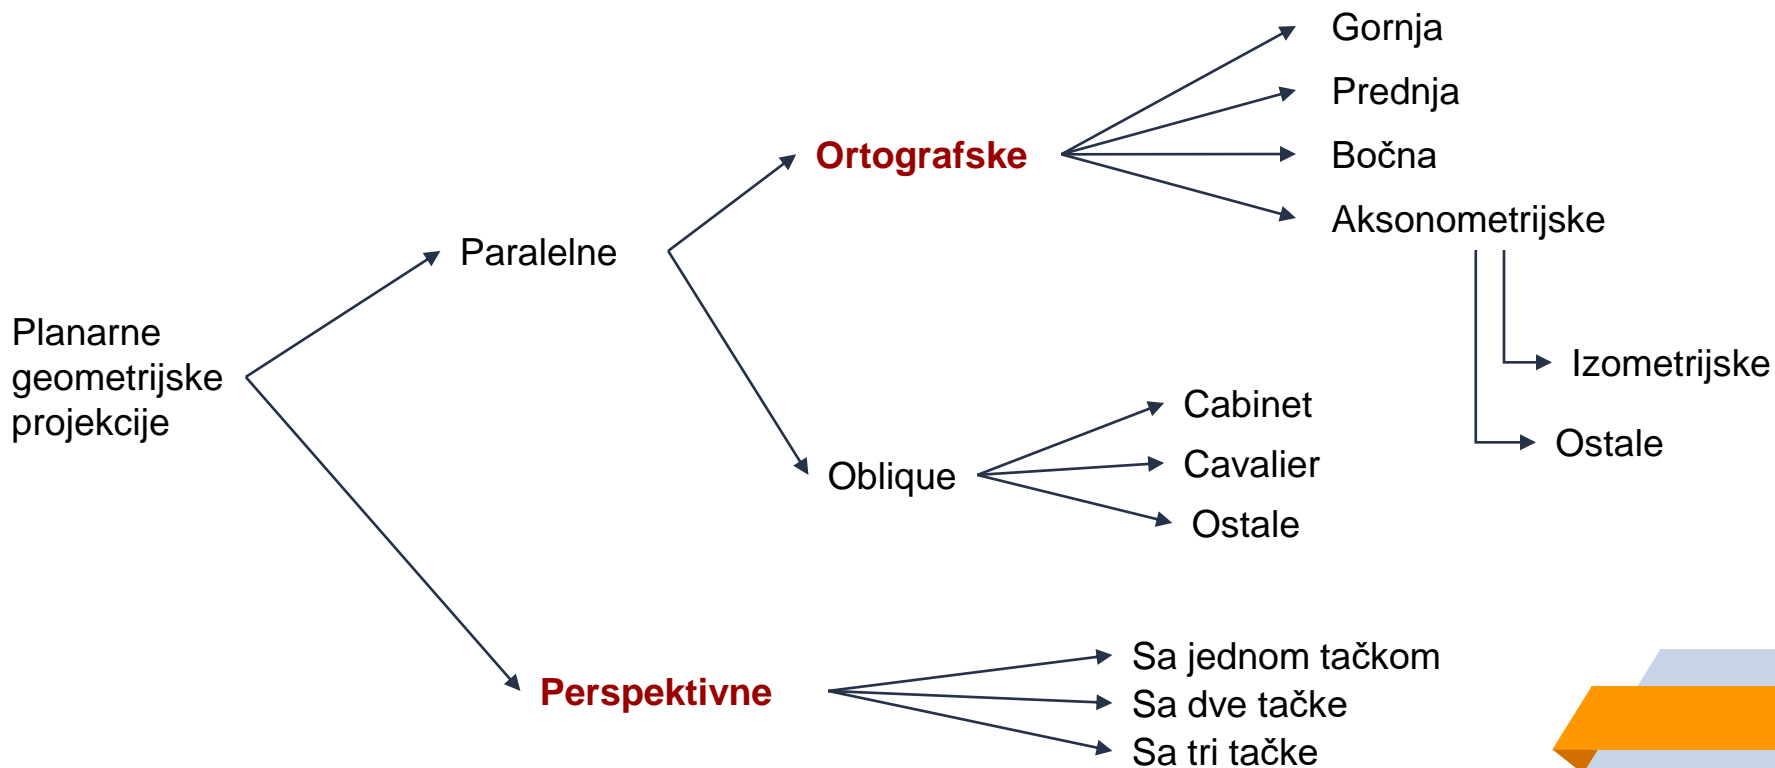 Gornja
Prednja
Ortografske
Bočna
Aksonometrijske
Paralelne
Planarne
geometrijske
projekcije
Izometrijske
Cabinet
Ostale
Cavalier
Oblique
Ostale
Sa jednom tačkom
Perspektivne
Sa dve tačke
Sa tri tačke